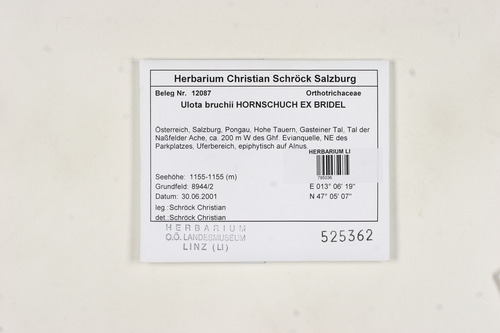 Herbarium Christian Schröck Salzburg
Beleg Nr. 12087 Orthotrichaceae
Ulota bruchii HORNSCHUCH EX BRIDEL
Österreich, Salzburg, Pongau, Hohe Tauern, Gasteiner Tal, Tal der
Naßfelder Ache, ca. 200 m W des Ghf. Evianquelle, NE des
Parkplatzes, Uferbereich, epiphytisch auf Alnus.
HERBARIUM LI
Seehöhe: 1155-1155 (m)
Grundfeld: 8944/2 E 013° 06' 19"
Datum: 30.06.2001 N 47° 05' 07"
leg.:Schröck Christian
det.:Schröck Christian
HERBARIUM
O.Ö. LANDESMUSEUM
LINZ (LI)
525362